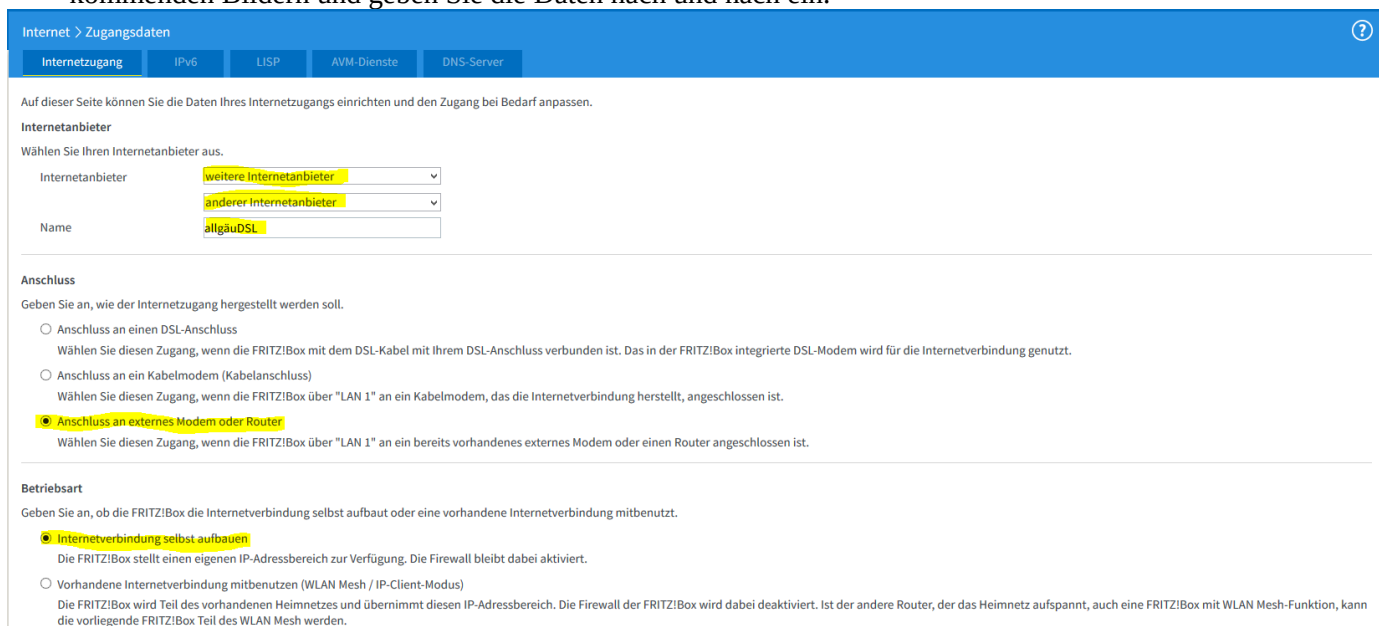 kommenden Bildern und geben Sie die Daten nach und nach ein:
Internet > Zugangsdaten
Internetzugang IPv6 LISP AVM-Dienste DNS-Server
Auf dieser Seite können Sie die Daten Ihres Internetzugangs einrichten und den Zugang bei Bedarf anpassen.
Internetanbieter
Wählen Sie Ihren Internetanbieter aus.
Internetanbieter weitere Internetanbieter
anderer Internetanbieter
Name allgäuDSL
Anschluss
Geben Sie an, wie der Internetzugang hergestellt werden soll.
Anschluss an einen DSL-Anschluss
Wählen Sie diesen Zugang, wenn die FRITZ!Box mit dem DSL-Kabel mit Ihrem DSL-Anschluss verbunden ist. Das in der FRITZ!Box integrierte DSL-Modem wird für die Internetverbindung genutzt.
Anschluss an ein Kabelmodem (Kabelanschluss)
Wählen Sie diesen Zugang, wenn die FRITZ!Box über "LAN 1" an ein Kabelmodem, das die Internetverbindung herstellt, angeschlossen ist.
Anschluss an externes Modem oder Router
Wählen Sie diesen Zugang, wenn die FRITZ!Box über "LAN 1" an ein bereits vorhandenes externes Modem oder einen Router angeschlossen ist.
Betriebsart
Geben Sie an, ob die FRITZ!Box die Internetverbindung selbst aufbaut oder eine vorhandene Internetverbindung mitbenutzt.
Internetverbindung selbst aufbauen
Die FRITZ!Box stellt einen eigenen IP-Adressbereich zur Verfügung. Die Firewall bleibt dabei aktiviert.
Vorhandene Internetverbindung mitbenutzen (WLAN Mesh / IP-Client-Modus)
Die FRITZ!Box wird Teil des vorhandenen Heimnetzes und übernimmt diesen IP-Adressbereich. Die Firewall der FRITZ!Box wird dabei deaktiviert. Ist der andere Router, der das Heimnetz aufspannt, auch eine FRITZ!Box mit WLAN Mesh-Funktion, kann
die vorliegende FRITZ!Box Teil des WLAN Mesh werden.